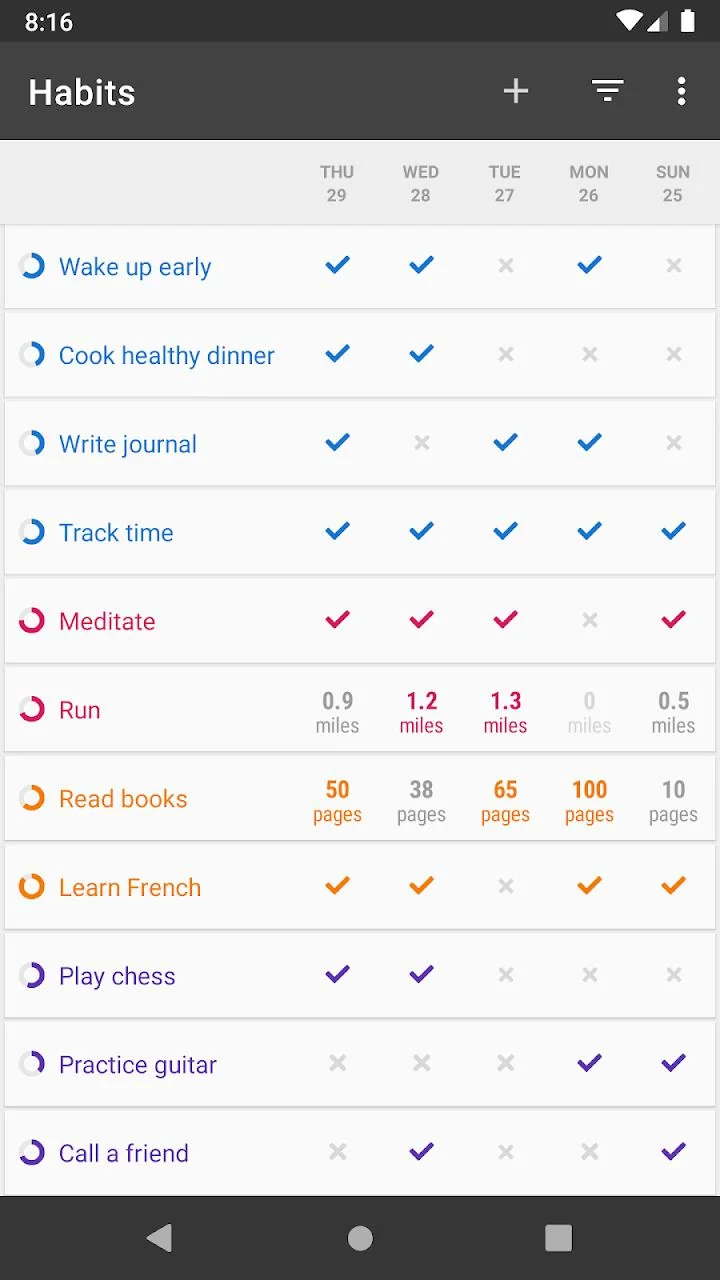 8:16
Habits
THU WED TUE MON SUN
29 28 27 26 25
Wake up early
Cook healthy dinner
Write journal
Track time
Meditate
Run 0.9 1.2 1.3 0 0.5
miles miles miles miles miles
Read books 50 38 65 100 10
pages pages pages pages pages
Learn French
Play chess
Practice guitar
Call a friend